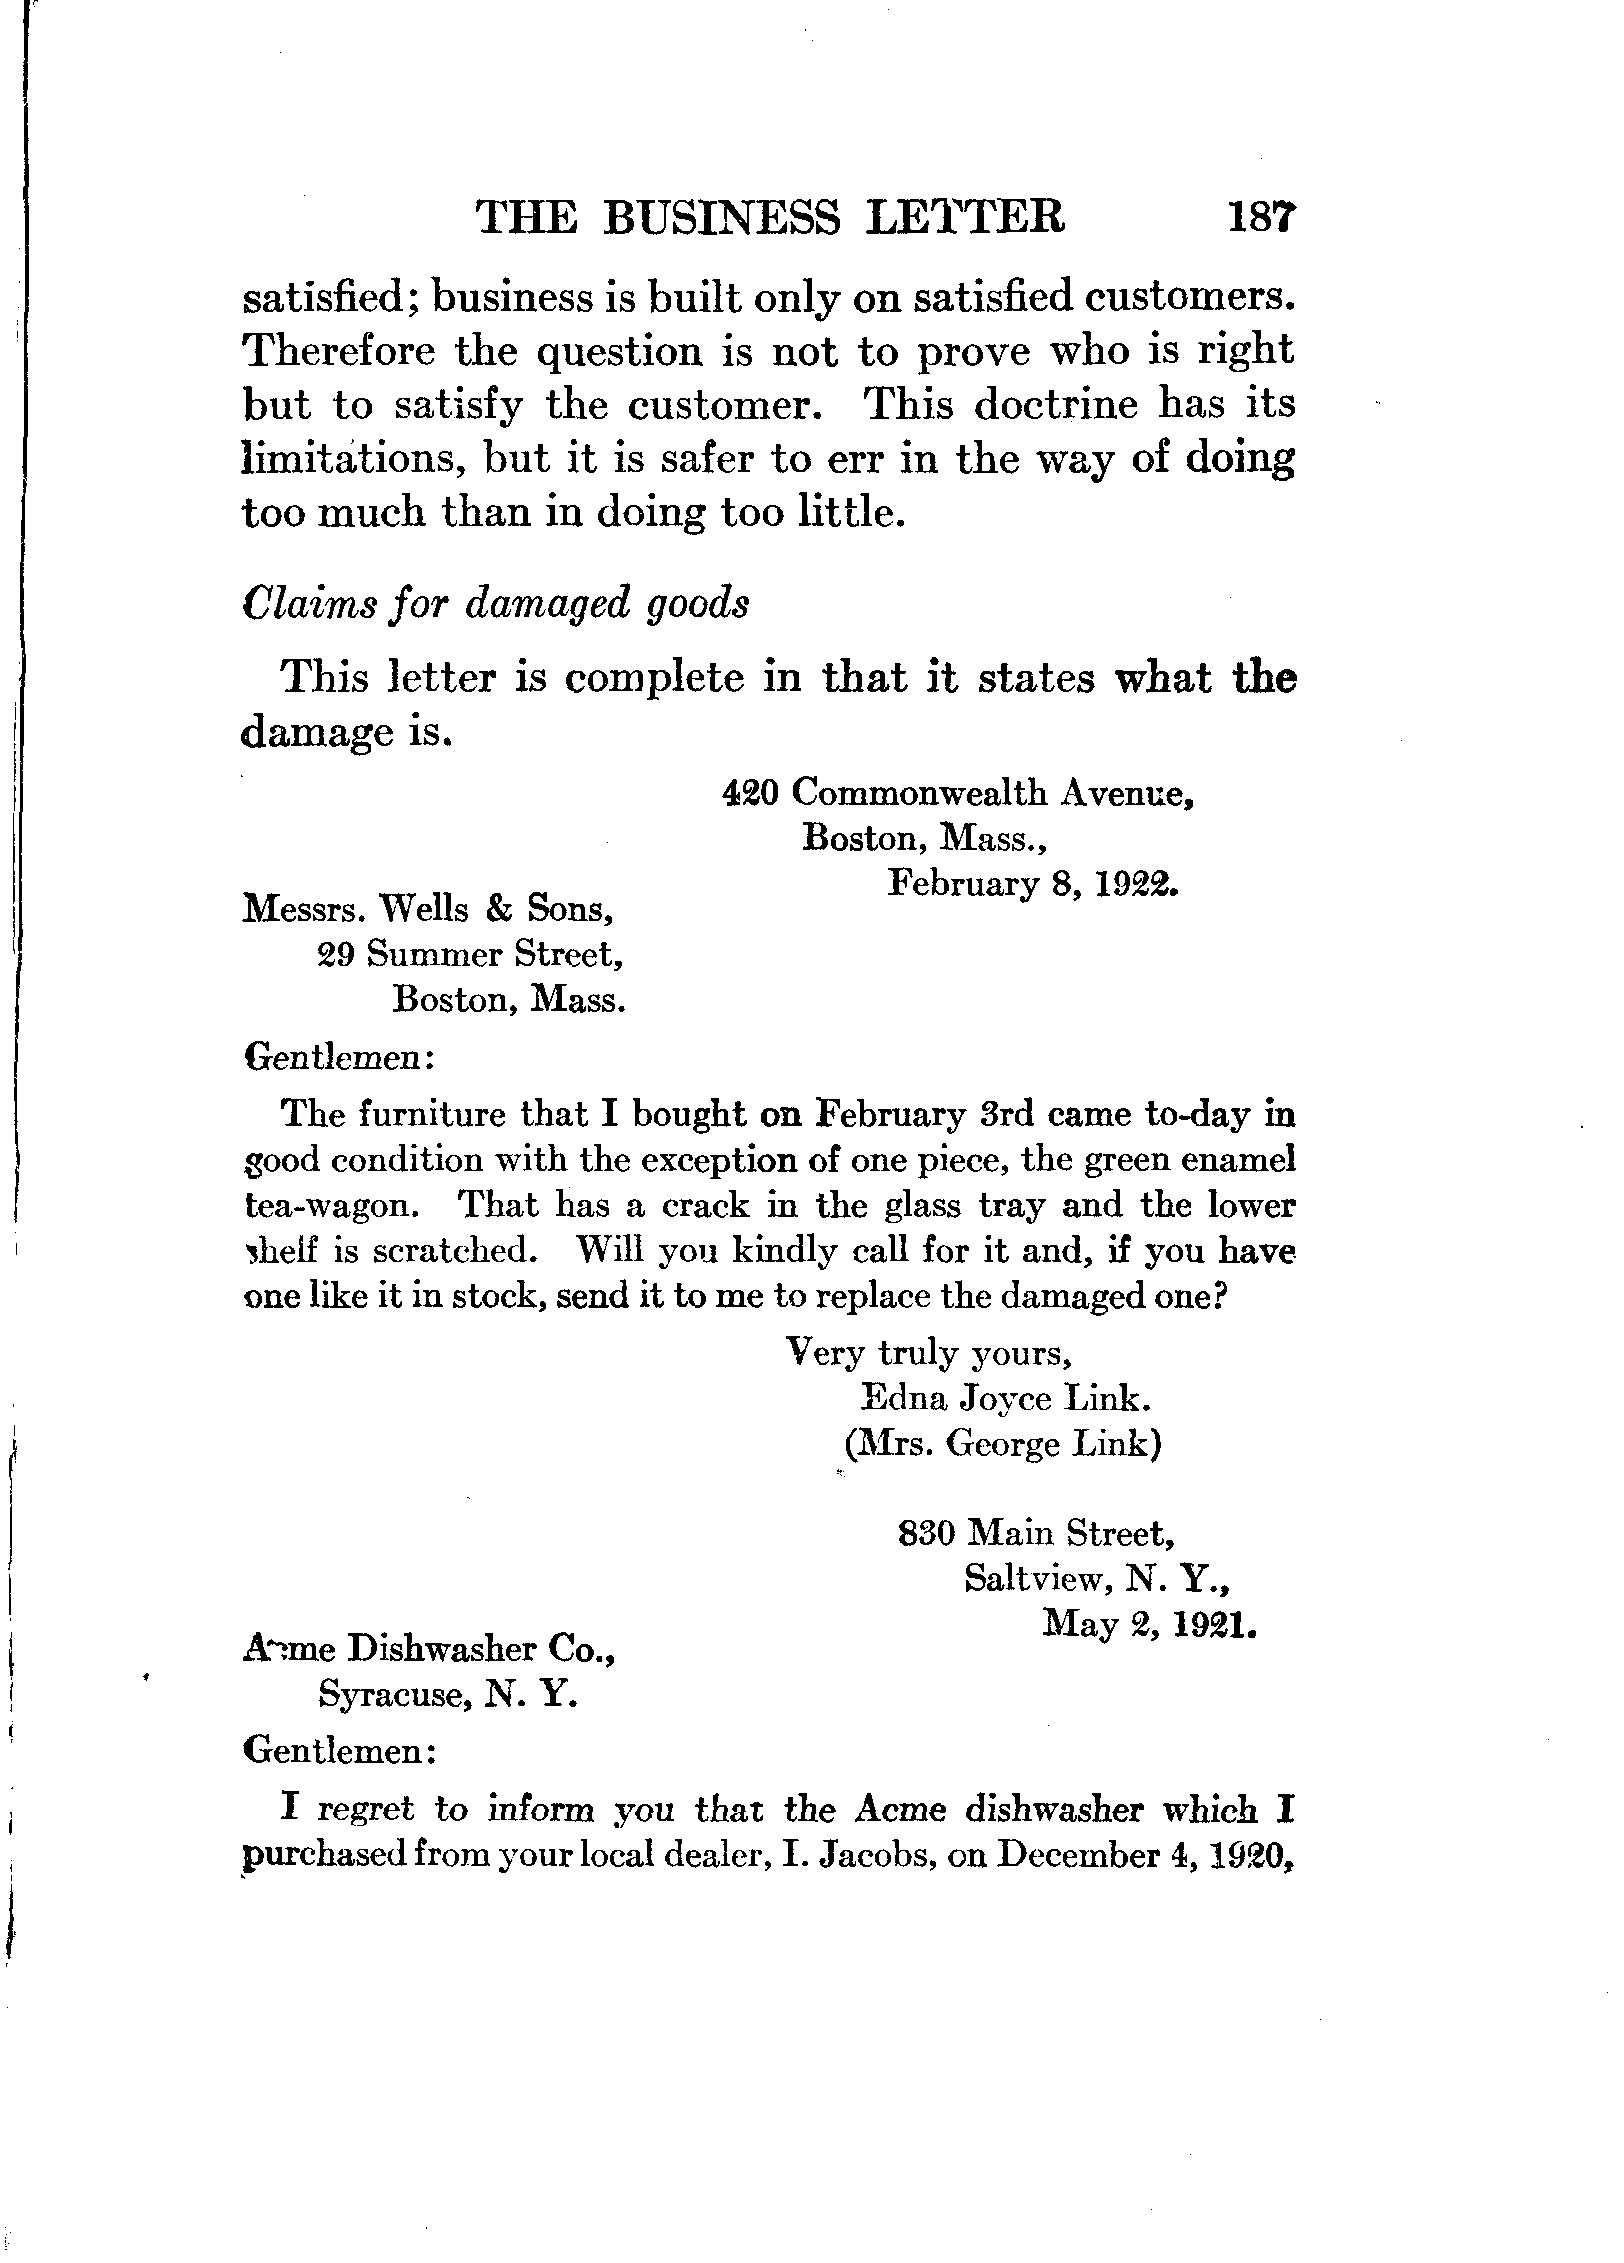 THE BUSINESS LETTER 187
satisfied; business is built only on satisfied customers.
Therefore the question is not to prove who is right
but to satisfy the customer. This doctrine has its
limitations, but it is safer to err in the way of doing
too much than in doing too little.
Claims for damaged goods
This letter is complete in that it states what the
damage is.
420 Commonwealth Avenue,
Boston, Mass.,
February 8, 1922.
Messrs. Wells & Sons,
29 Summer Street,
Boston, Mass.
Gentlemen:
The furniture that I bought on February 3rd came to-day in
good condition with the exception of one piece, the green enamel
tea-wagon. That has a crack in the glass tray and the lower
shelf is scratched. Will you kindly call for it and, if you have
one like it in stock, send it to me to replace the damaged one?
Very truly yours,
Edna Joyce Link.
(Mrs. George Link)
830 Main Street,
Saltview, N. Y.,
May 2, 1921.
Acme Dishwasher Co.,
Syracuse, N. Y.
Gentlemen:
I regret to inform you that the Acme dishwasher which I
purchased from your local dealer, I. Jacobs, on December 4, 1920,